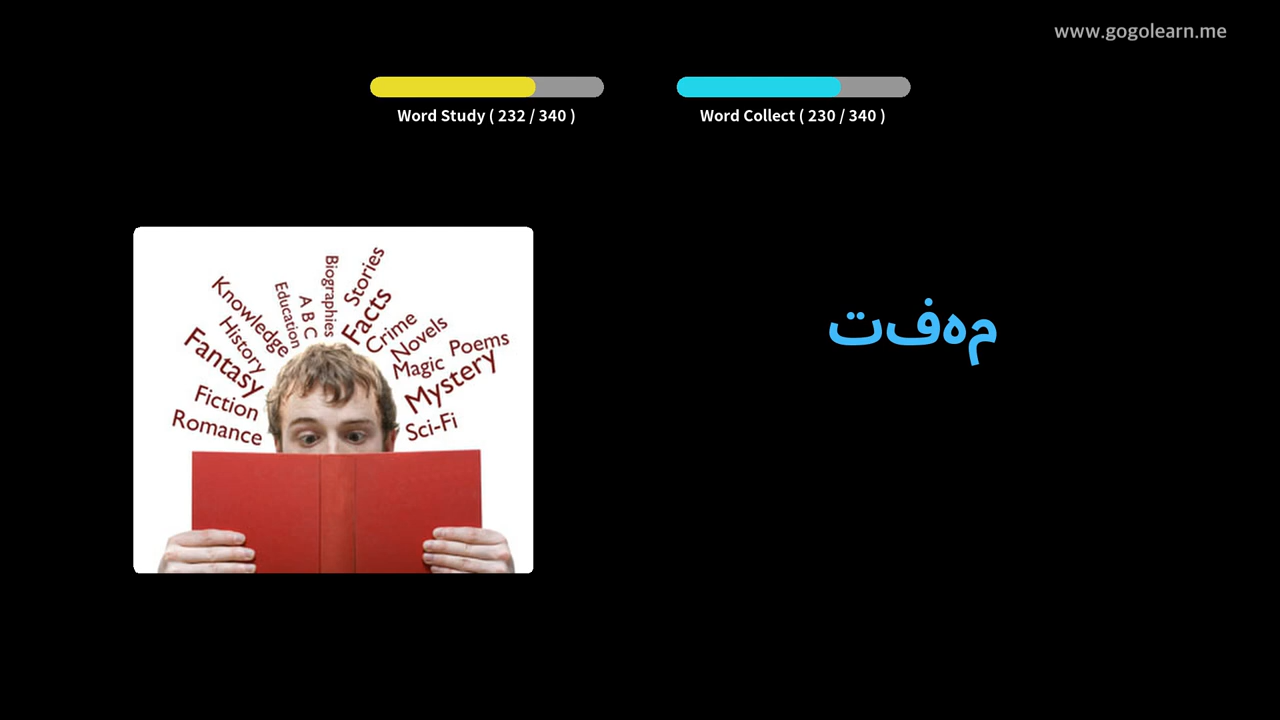 www.gogolearn.me
Word Study ( 232 / 340 )
Word Collect ( 230 / 340 )
Knowledge
History
Fantasy
Fiction
Romance
Education
A B C
Biographies
Stories
Facts
Crime
Novels
Magic
Poems
Mystery
Sci-Fi
مهفت